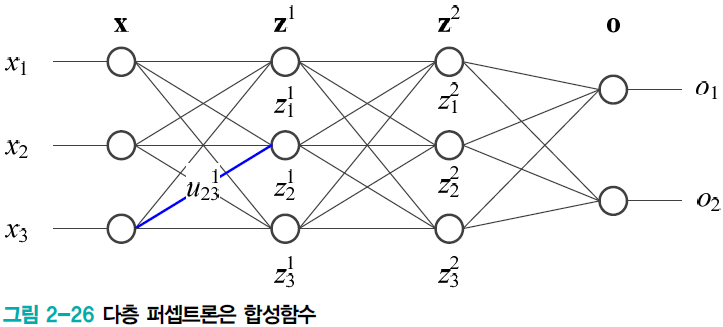 x z¹ z² o
x₁ z₁¹ z₁² o₁
x₂ u₂₃¹ z₂¹ z₂² o₂
x₃ z₃¹ z₃²
그림 2-26 다층 퍼셉트론은 합성함수